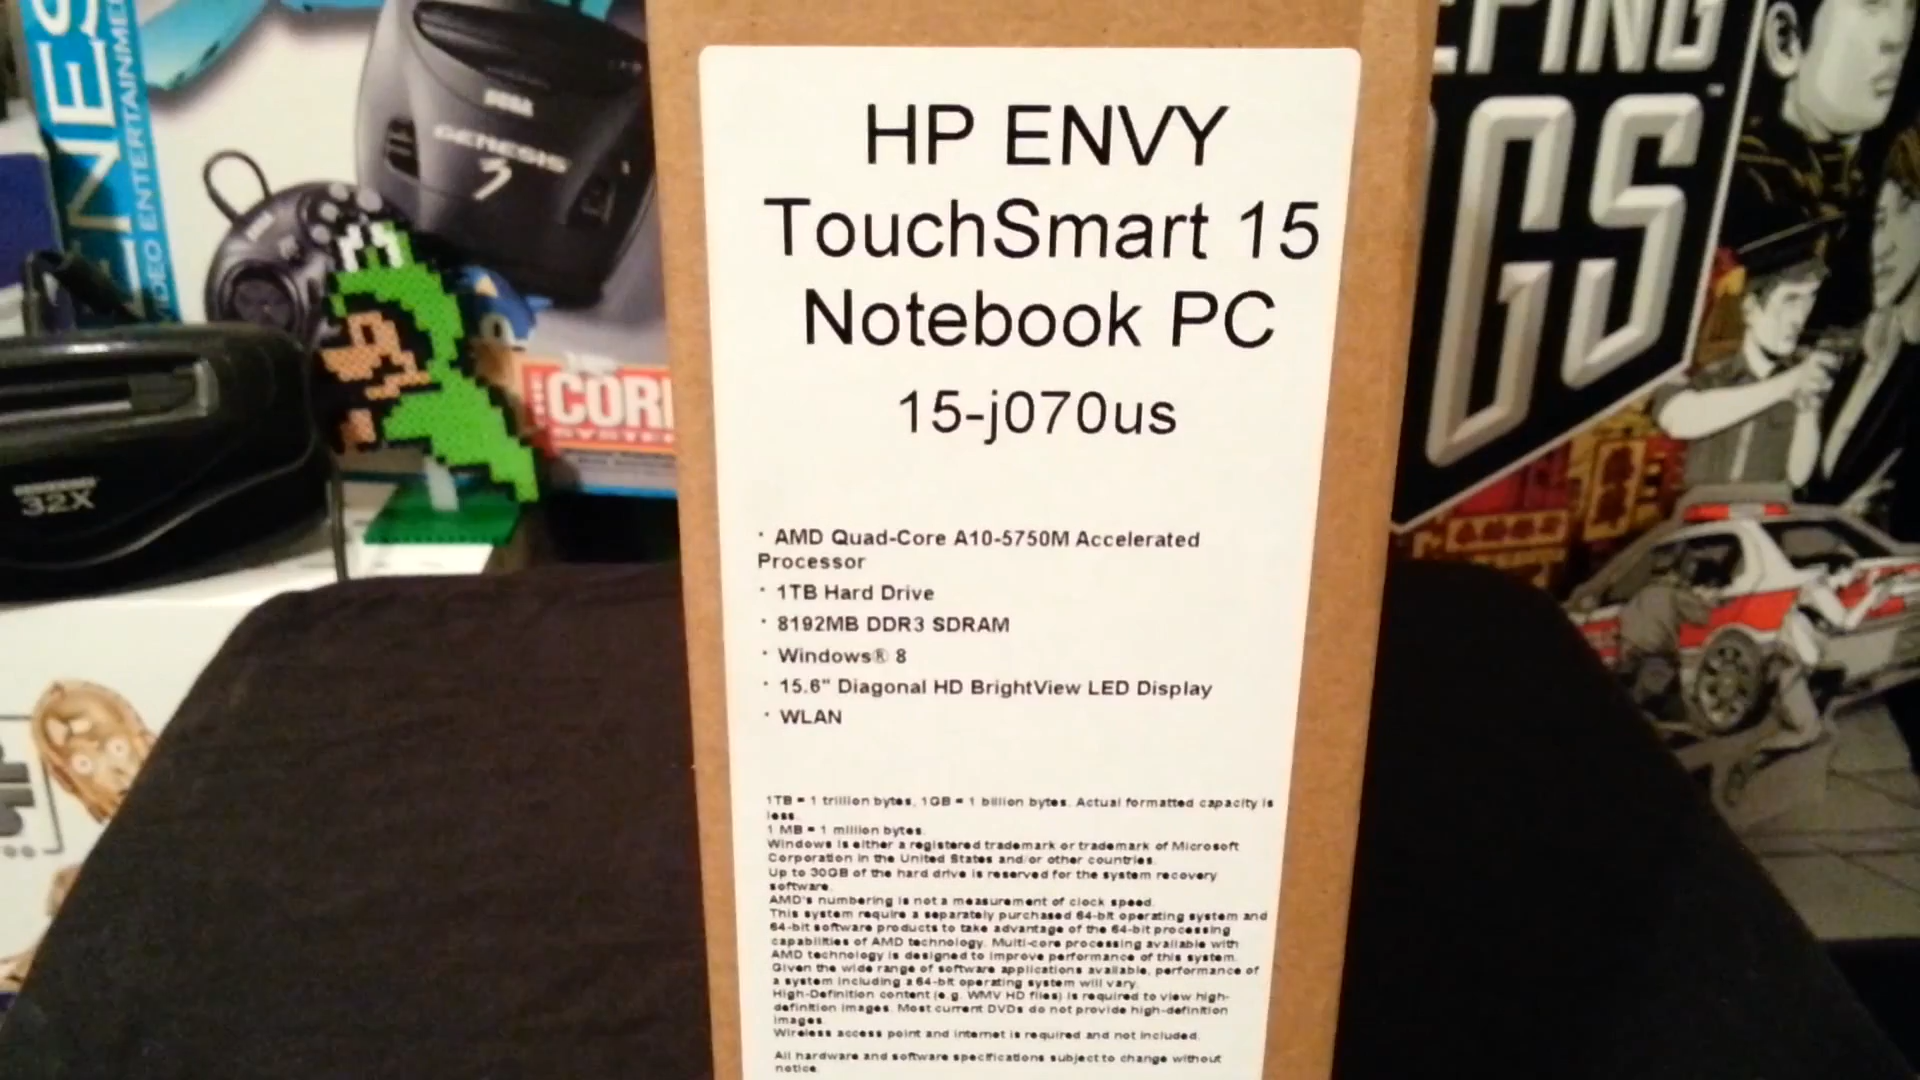 HP ENVY
TouchSmart 15
Notebook PC
15-j070us
· AMD Quad-Core A10-5750M Accelerated
Processor
· 1TB Hard Drive
· 8192MB DDR3 SDRAM
· Windows® 8
· 15.6" Diagonal HD BrightView LED Display
· WLAN
1TB = 1 trillion bytes, 1GB = 1 billion bytes. Actual formatted capacity is
less.
1 MB = 1 million bytes.
Windows is either a registered trademark or trademark of Microsoft
Corporation in the United States and/or other countries.
Up to 30GB of the hard drive is reserved for the system recovery
software.
AMD's numbering is not a measurement of clock speed.
This system require a separately purchased 64-bit operating system and
64-bit software products to take advantage of the 64-bit processing
capabilities of AMD technology. Multi-core processing available with
AMD technology is designed to improve performance of this system.
Given the wide range of software applications available, performance of
a system including a 64-bit operating system will vary.
High-Definition content (e.g. WMV HD files) is required to view high-
definition images. Most current DVDs do not provide high-definition
images.
Wireless access point and internet is required and not included.
All hardware and software specifications subject to change without
notice.
ENES
VIDEO ENTERTAINME
SEGA
GENESIS
3
THE
CORE
SYSTE
32X
EPING
GS
™